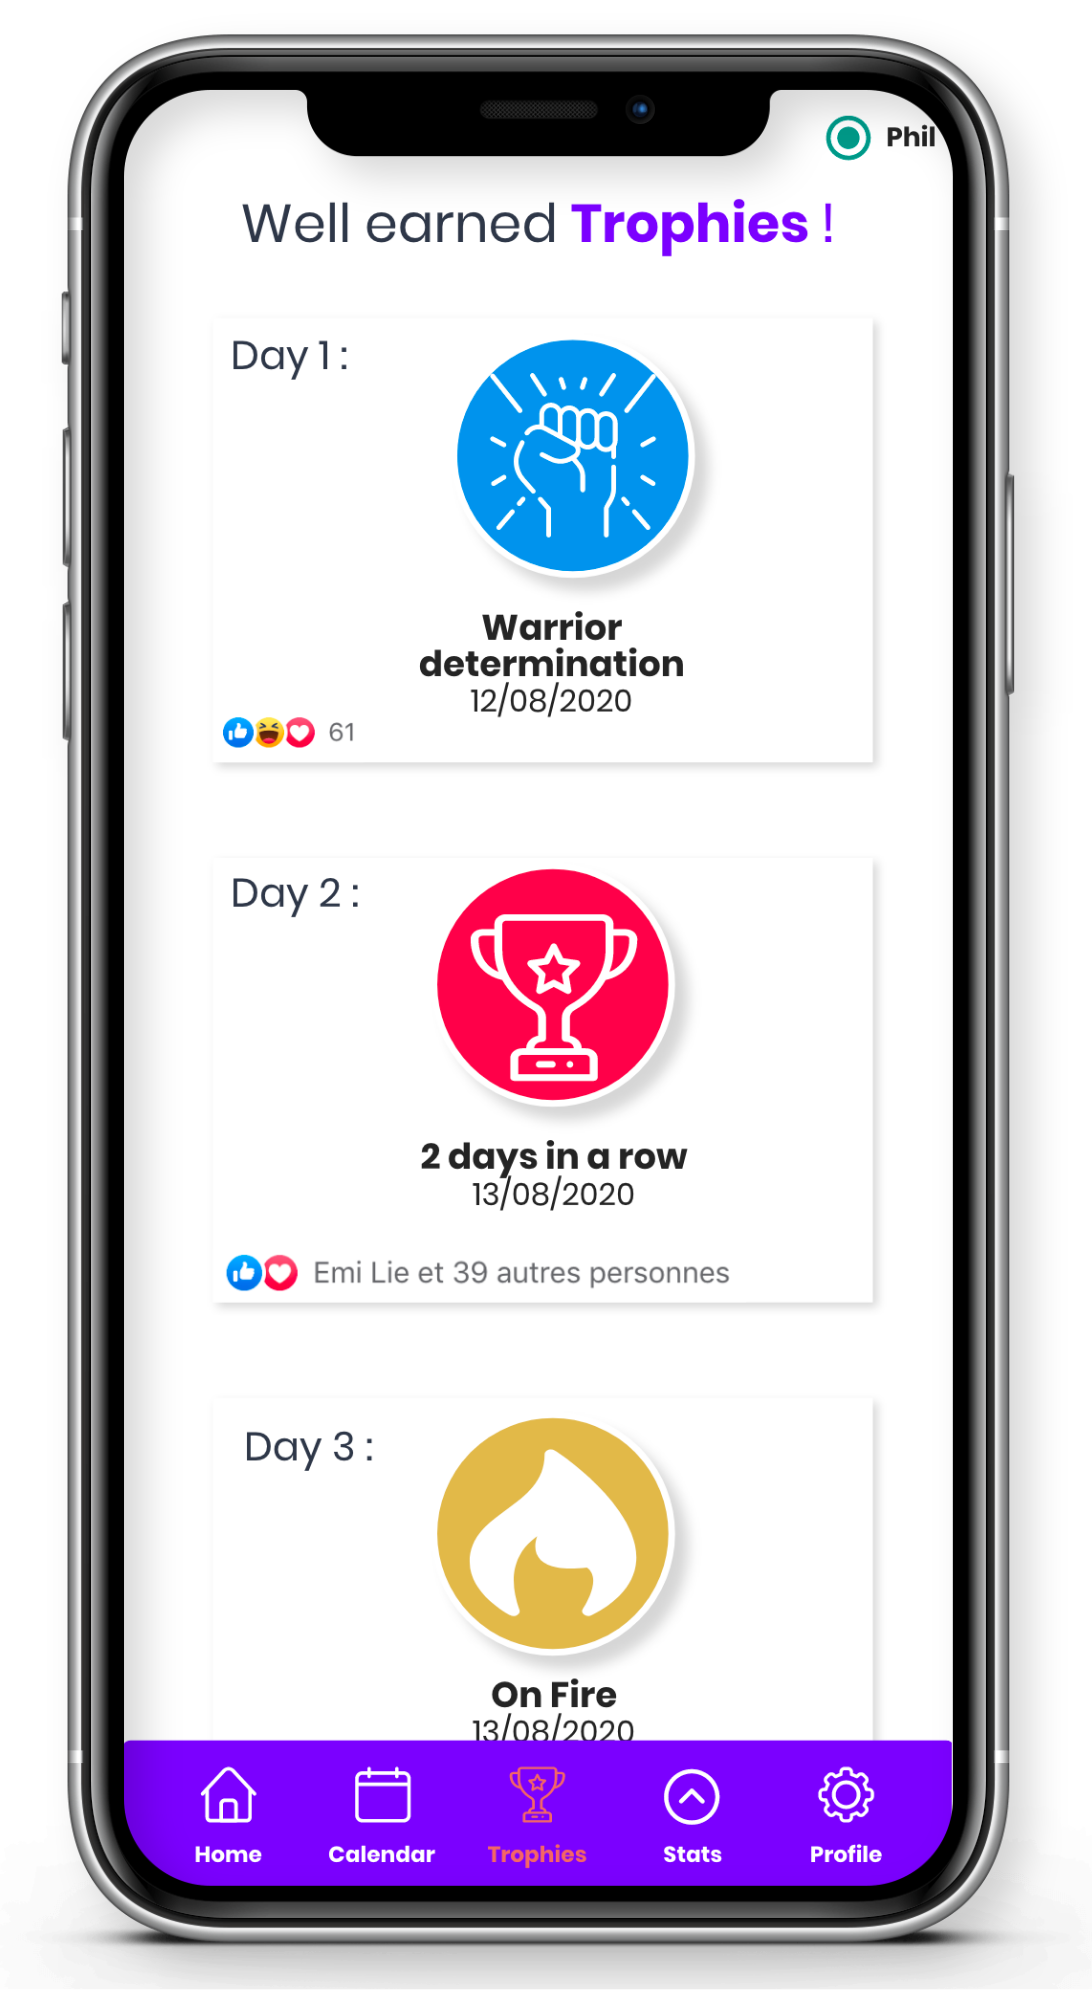 Phil
Well earned Trophies !
Day 1 :
Warrior
determination
12/08/2020
61
Day 2 :
2 days in a row
13/08/2020
Emi Lie et 39 autres personnes
Day 3 :
On Fire
13/08/2020
Home
Calendar
Trophies
Stats
Profile